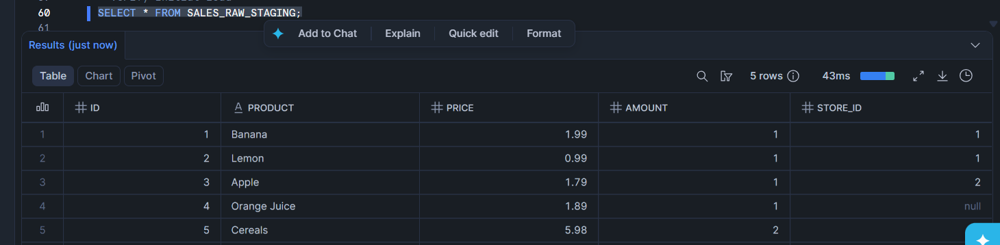 60 SELECT * FROM SALES_RAW_STAGING;
61
Add to Chat Explain Quick edit Format
Results (just now)
Table Chart Pivot 5 rows 43ms
ID A PRODUCT PRICE AMOUNT STORE_ID
1 1 Banana 1.99 1 1
2 2 Lemon 0.99 1 1
3 3 Apple 1.79 1 2
4 4 Orange Juice 1.89 1 null
5 5 Cereals 5.98 2